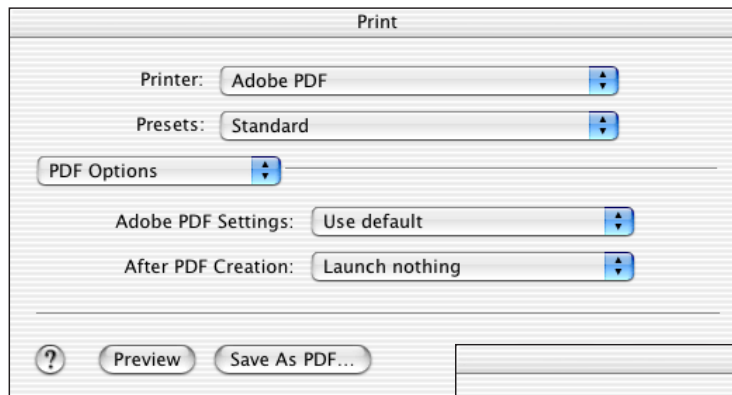 Print
Printer: Adobe PDF
Presets: Standard
PDF Options
Adobe PDF Settings: Use default
After PDF Creation: Launch nothing
? Preview Save As PDF...